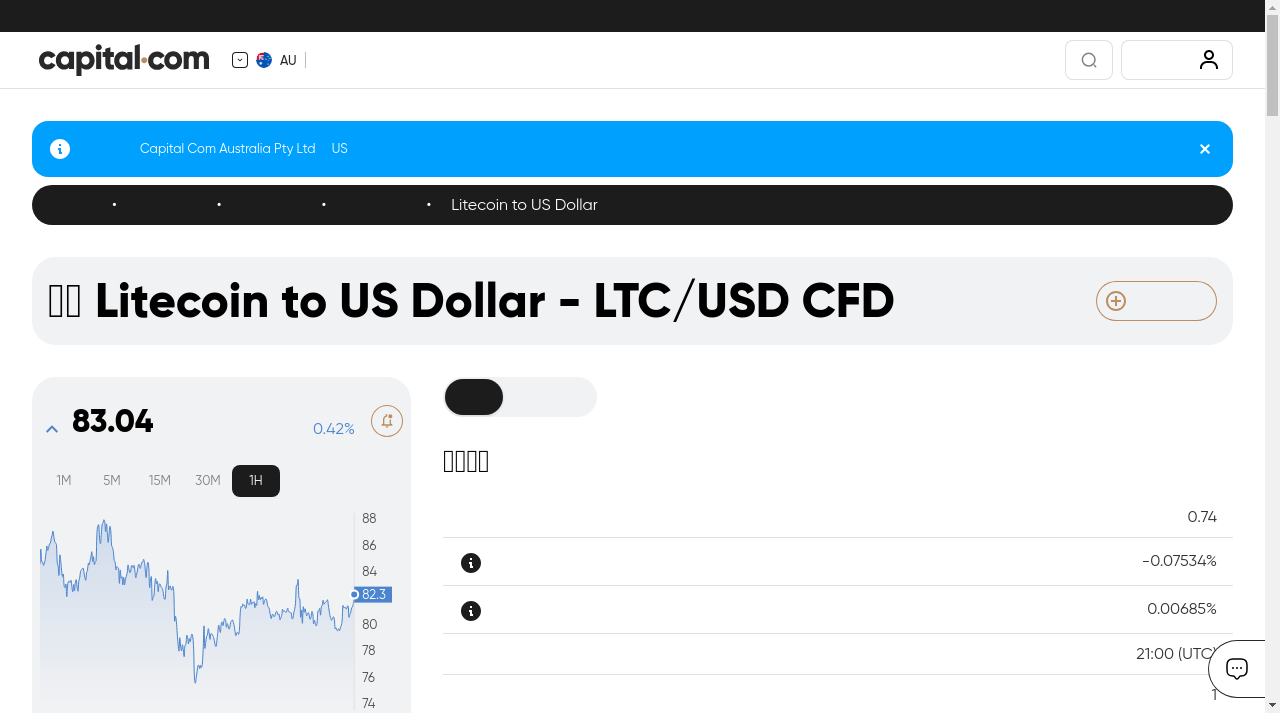 capital.com
AU
Capital Com Australia Pty Ltd US
Litecoin to US Dollar
Litecoin to US Dollar - LTC/USD CFD
83.04
0.42%
1M 5M 15M 30M 1H
88
86
84
82.3
80
78
76
74
0.74
-0.07534%
0.00685%
21:00 (UTC)
1